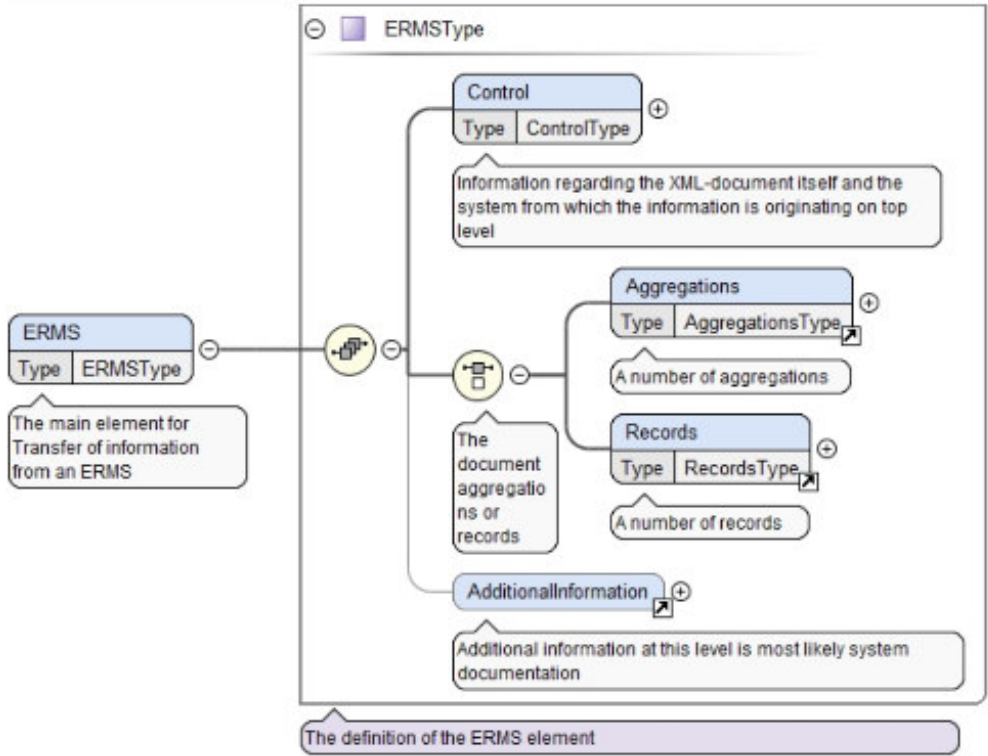 ERMSType
Control
Type ControlType
Information regarding the XML-document itself and the
system from which the information is originating on top
level
Aggregations
Type AggregationsType
A number of aggregations
ERMS
Type ERMSType
The main element for
Transfer of information
from an ERMS
The
document
aggregatio
ns or
records
Records
Type RecordsType
A number of records
AdditionalInformation
Additional information at this level is most likely system
documentation
The definition of the ERMS element